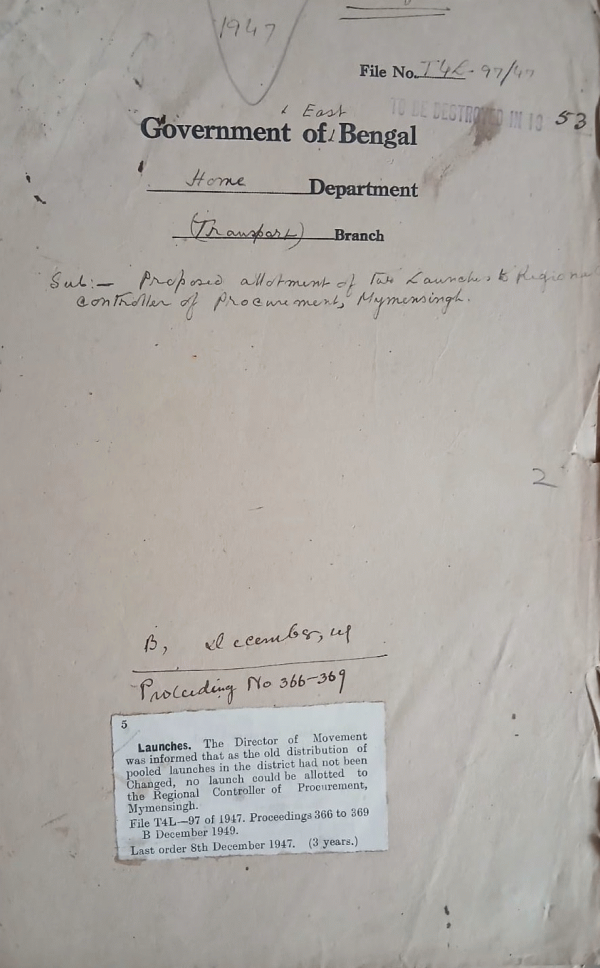 1947
File No. T4L-97/47
TO BE DESTROYED IN 19 53
East
Government of Bengal
Home Department
(Transport) Branch
Sub:— Proposed allotment of Two Launches to Regional
Controller of Procurement, Mymensingh.
2
B, December, 49
Proceeding No 366-369
5
Launches. The Director of Movement
was informed that as the old distribution of
pooled launches in the district had not been
Changed, no launch could be allotted to
the Regional Controller of Procurement,
Mymensingh.
File T4L—97 of 1947. Proceedings 366 to 369
B December 1949.
Last order 8th December 1947. (3 years.)